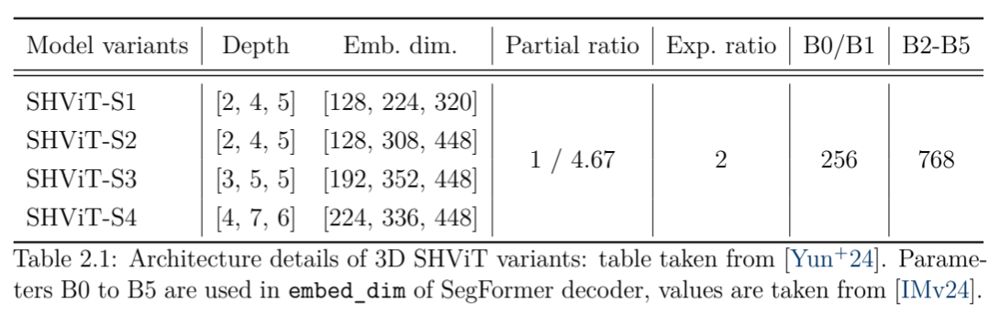 Model variants Depth Emb. dim. Partial ratio Exp. ratio B0/B1 B2-B5
SHViT-S1 [2, 4, 5] [128, 224, 320]
SHViT-S2 [2, 4, 5] [128, 308, 448]
1 / 4.67 2 256 768
SHViT-S3 [3, 5, 5] [192, 352, 448]
SHViT-S4 [4, 7, 6] [224, 336, 448]
Table 2.1: Architecture details of 3D SHViT variants: table taken from [Yun+24]. Parame-
ters B0 to B5 are used in embed_dim of SegFormer decoder, values are taken from [IMv24].